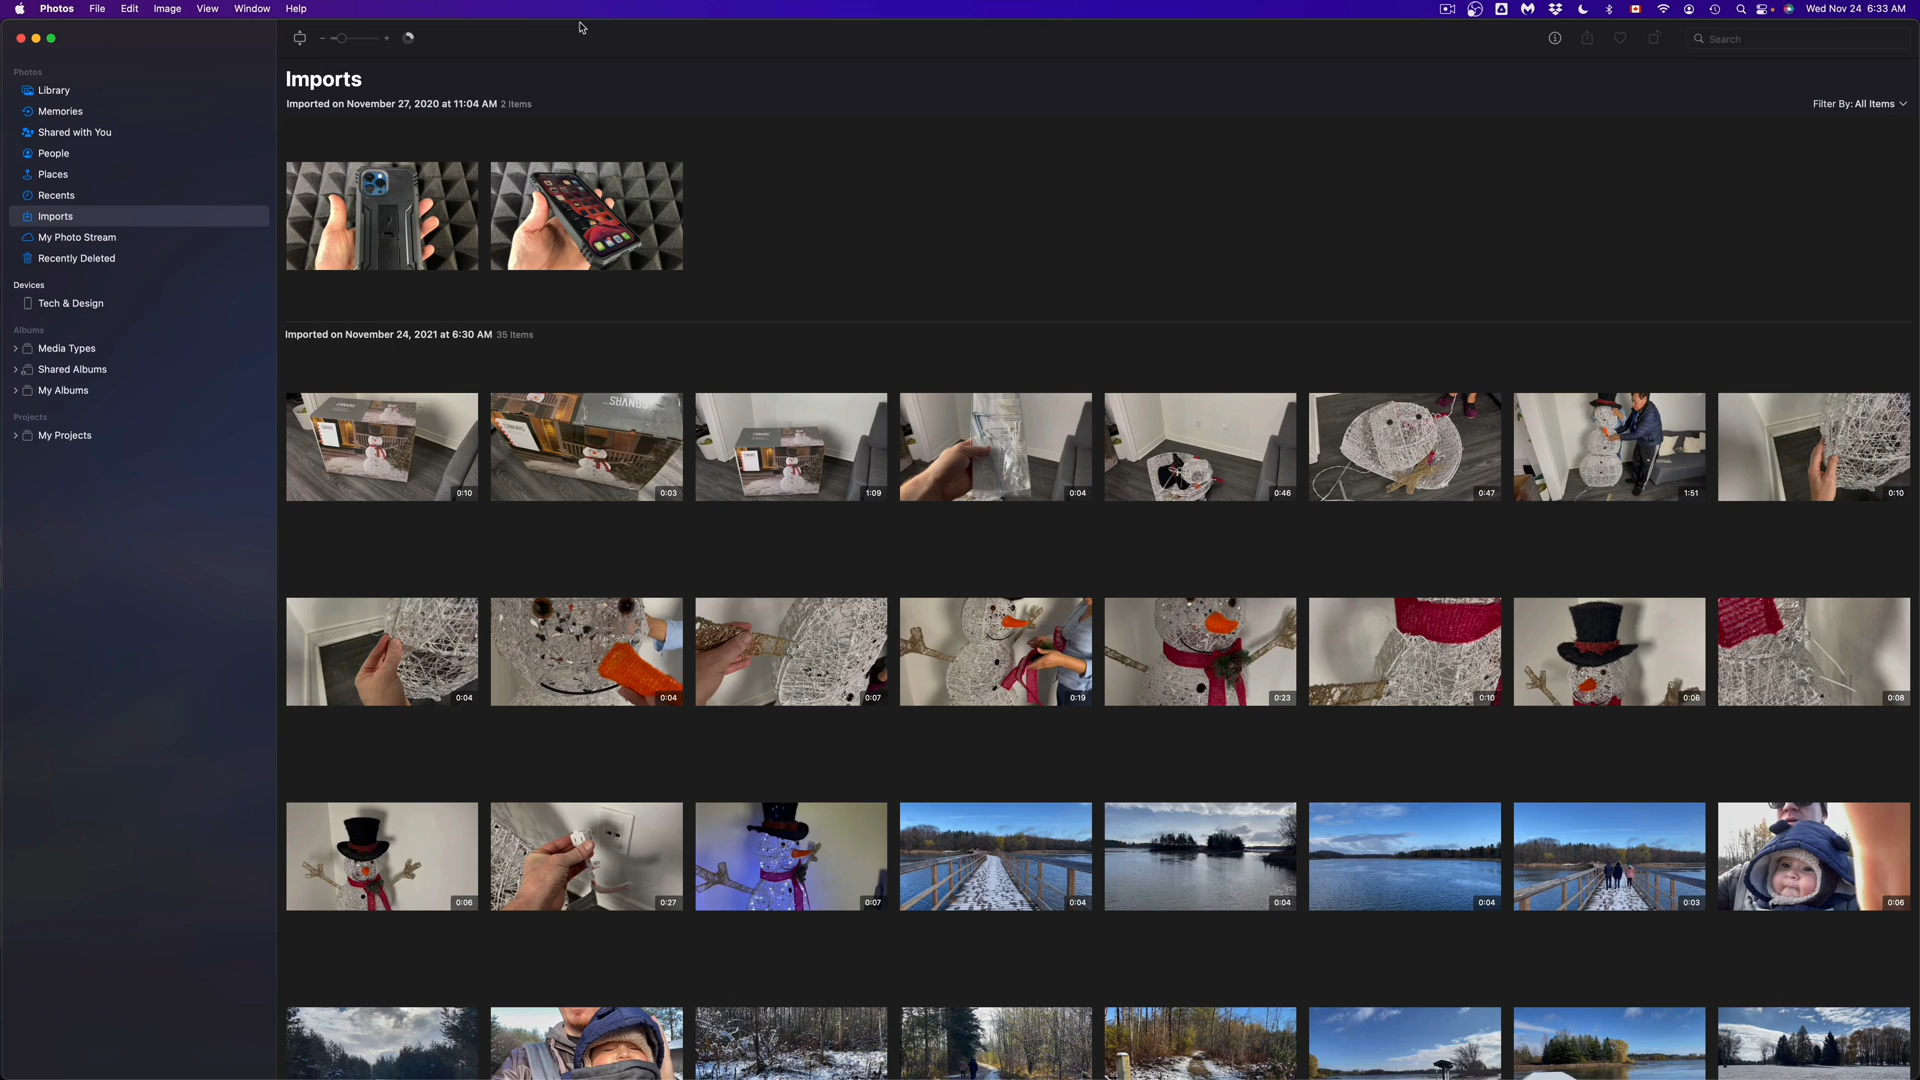 Photos File Edit Image View Window Help Wed Nov 24 6:33 AM
Search
Photos
Library
Memories
Shared with You
People
Places
Recents
Imports
My Photo Stream
Recently Deleted
Devices
Tech & Design
Albums
Media Types
Shared Albums
My Albums
Projects
My Projects
Imports
Imported on November 27, 2020 at 11:04 AM 2 Items
Filter By: All Items
Imported on November 24, 2021 at 6:30 AM 35 Items
CANVAS
0:10 0:03 1:09 0:04 0:46 0:47 1:51 0:10
0:04 0:04 0:07 0:19 0:23 0:10 0:06 0:08
0:06 0:27 0:07 0:04 0:04 0:04 0:03 0:06